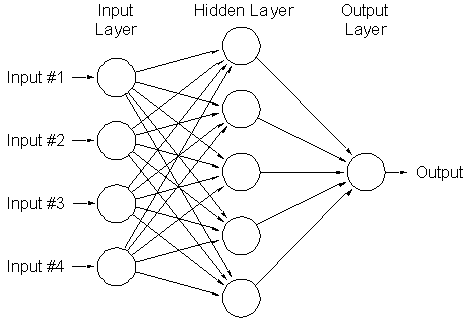 Input
Layer
Hidden Layer
Output
Layer
Input #1
Input #2
Input #3
Input #4
Output